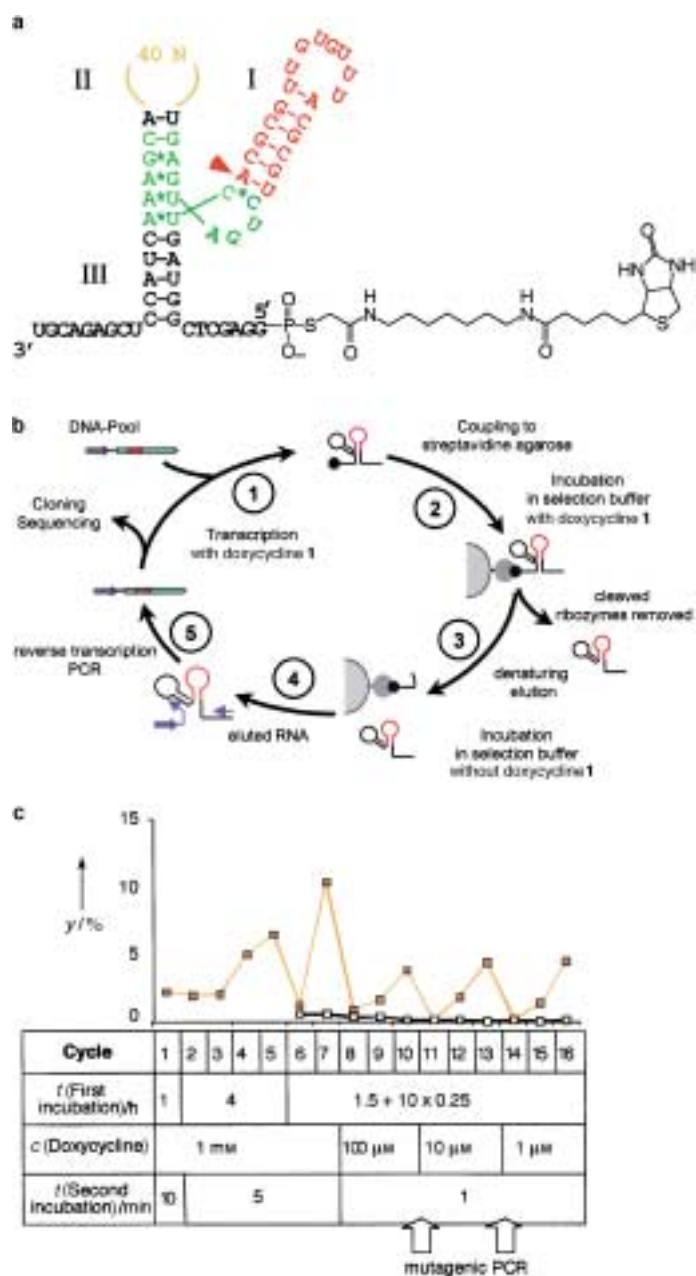 a
40 N
II
I
III
A-U
C-G
G*A
A*G
A*U
A*U
C-G
U-A
A-U
C-G
C-G
A G U
3' UGCAGAGCU
CUCGAGG
5'
O
P
S
O
H
N
O
H
N
O
O
HN
NH
S
b
DNA-Pool
Coupling to
streptavidine agarose
Cloning
Sequencing
1
Transcription
with doxycycline 1
2
Incubation
in selection buffer
with doxycycline 1
cleaved
ribozymes removed
3
denaturing
elution
Incubation
in selection buffer
without doxycycline 1
4
eluted RNA
5
reverse transcription
PCR
c
15
10
5
0
y/%
Cycle 1 2 3 4 5 6 7 8 9 10 11 12 13 14 15 16
t (First incubation)/h 1 4 1.5 + 10 x 0.25
c (Doxycycline) 1 mM 100 µM 10 µM 1 µM
t (Second incubation)/min 10 5 1
mutagenic PCR